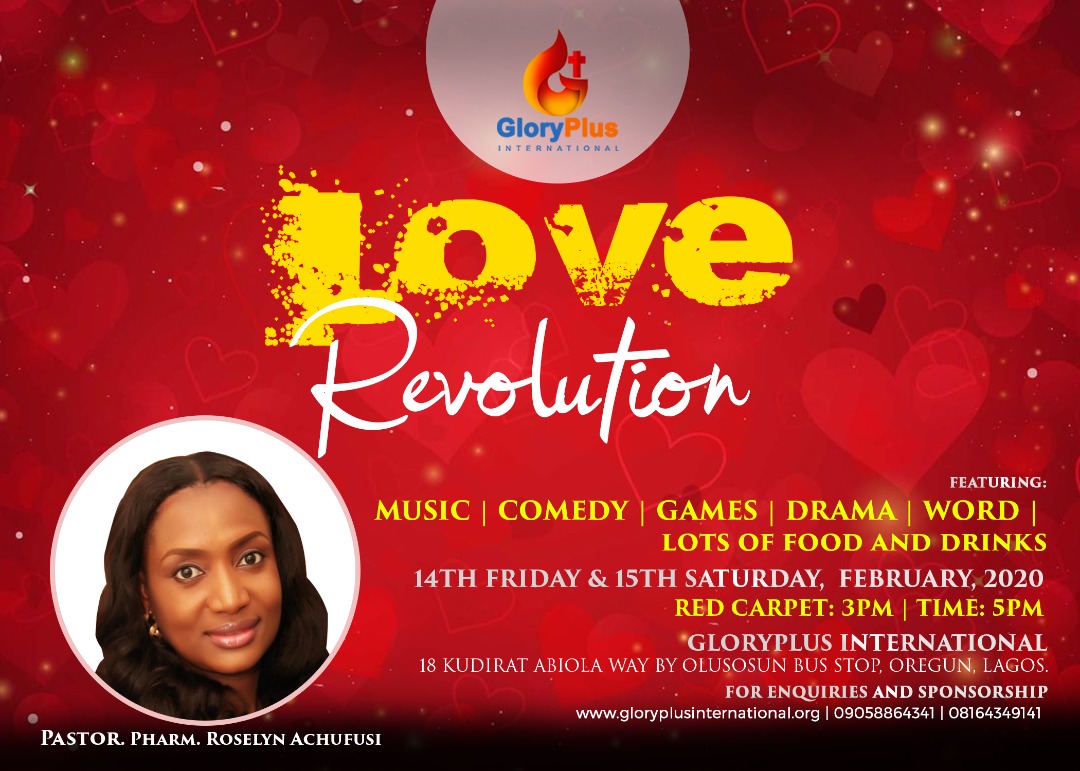 GloryPlus
INTERNATIONAL
Love
Revolution
FEATURING:
MUSIC | COMEDY | GAMES | DRAMA | WORD |
LOTS OF FOOD AND DRINKS
14TH FRIDAY & 15TH SATURDAY, FEBRUARY, 2020
RED CARPET: 3PM | TIME: 5PM
GLORYPLUS INTERNATIONAL
18 KUDIRAT ABIOLA WAY BY OLUSOSUN BUS STOP, OREGUN, LAGOS.
FOR ENQUIRIES AND SPONSORSHIP
www.gloryplusinternational.org | 09058864341 | 08164349141
PASTOR. PHARM. ROSELYN ACHUFUSI